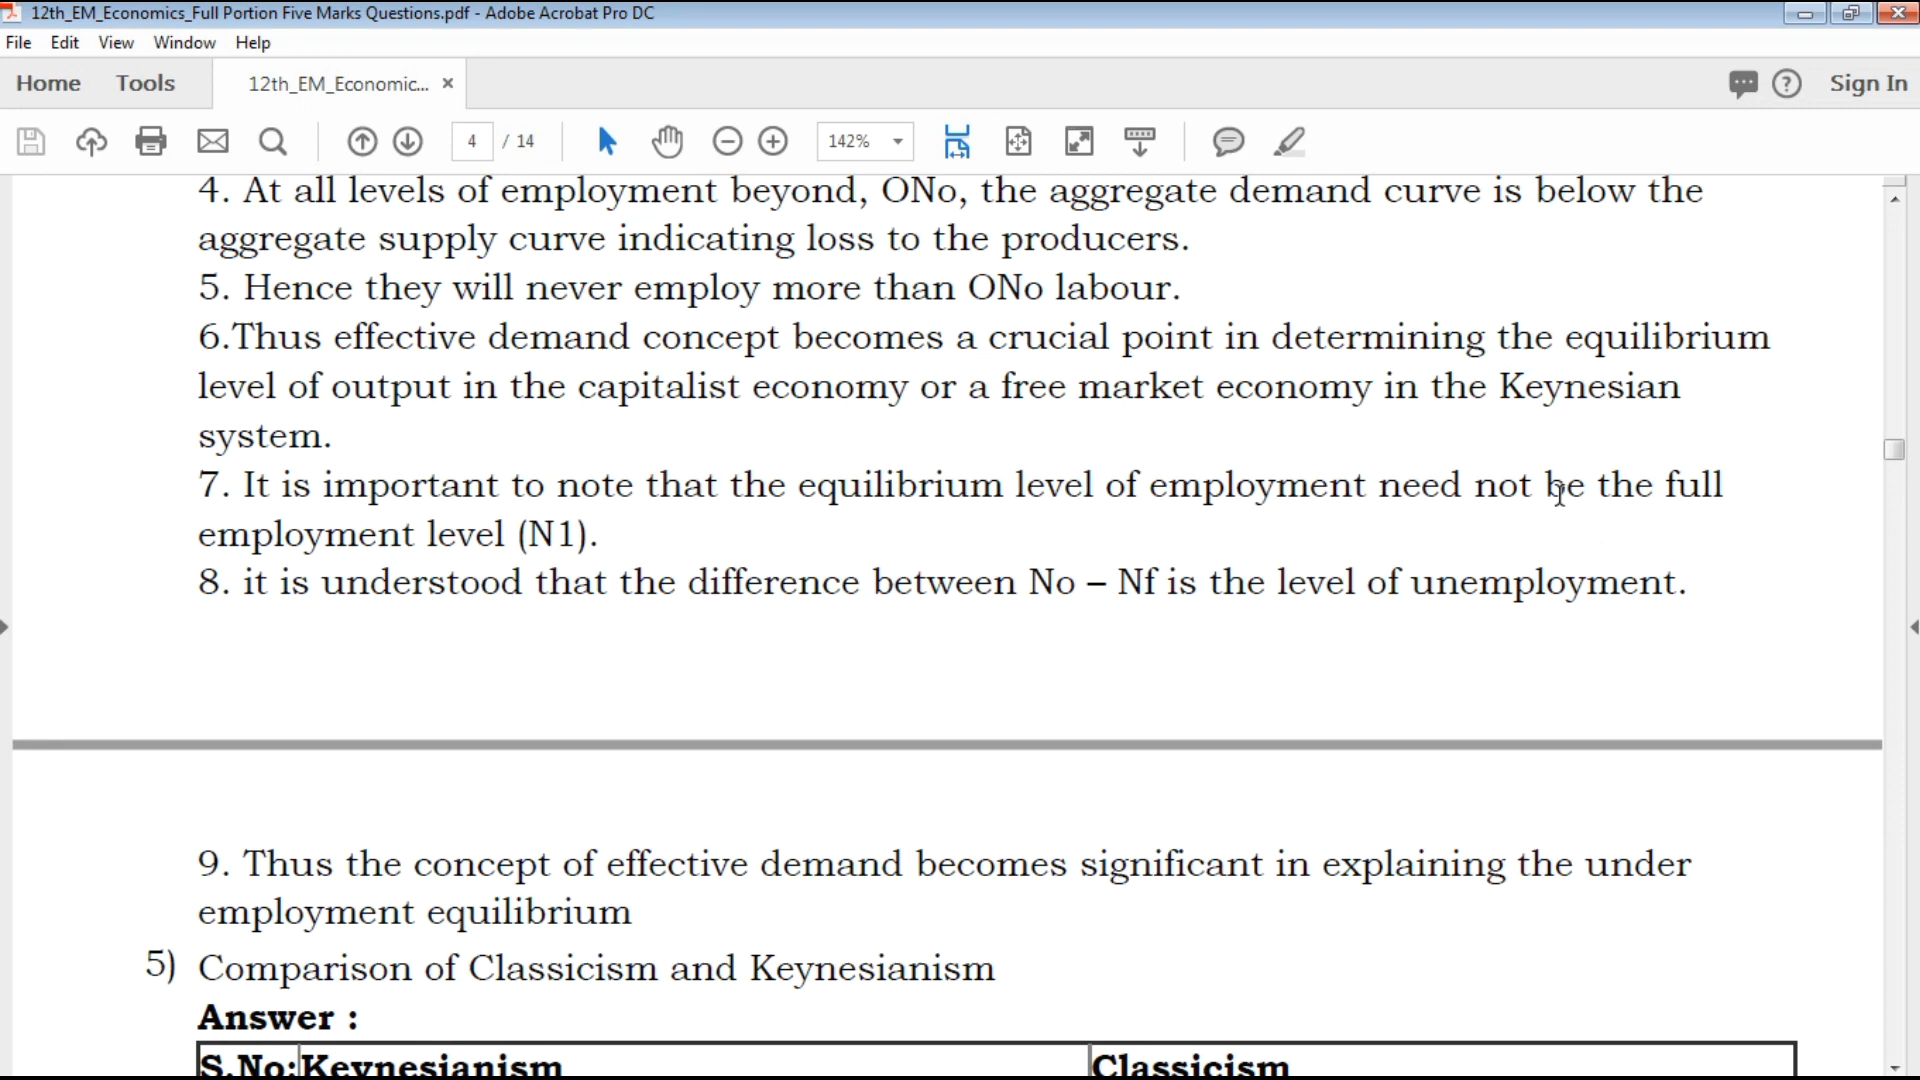 12th_EM_Economics_Full Portion Five Marks Questions.pdf - Adobe Acrobat Pro DC
File Edit View Window Help
Home Tools 12th_EM_Economic... × Sign In
4 / 14 142%
4. At all levels of employment beyond, ONo, the aggregate demand curve is below the
aggregate supply curve indicating loss to the producers.
5. Hence they will never employ more than ONo labour.
6.Thus effective demand concept becomes a crucial point in determining the equilibrium
level of output in the capitalist economy or a free market economy in the Keynesian
system.
7. It is important to note that the equilibrium level of employment need not be the full
employment level (N1).
8. it is understood that the difference between No – Nf is the level of unemployment.
9. Thus the concept of effective demand becomes significant in explaining the under
employment equilibrium
5) Comparison of Classicism and Keynesianism
Answer :
S.No: Keynesianism Classicism